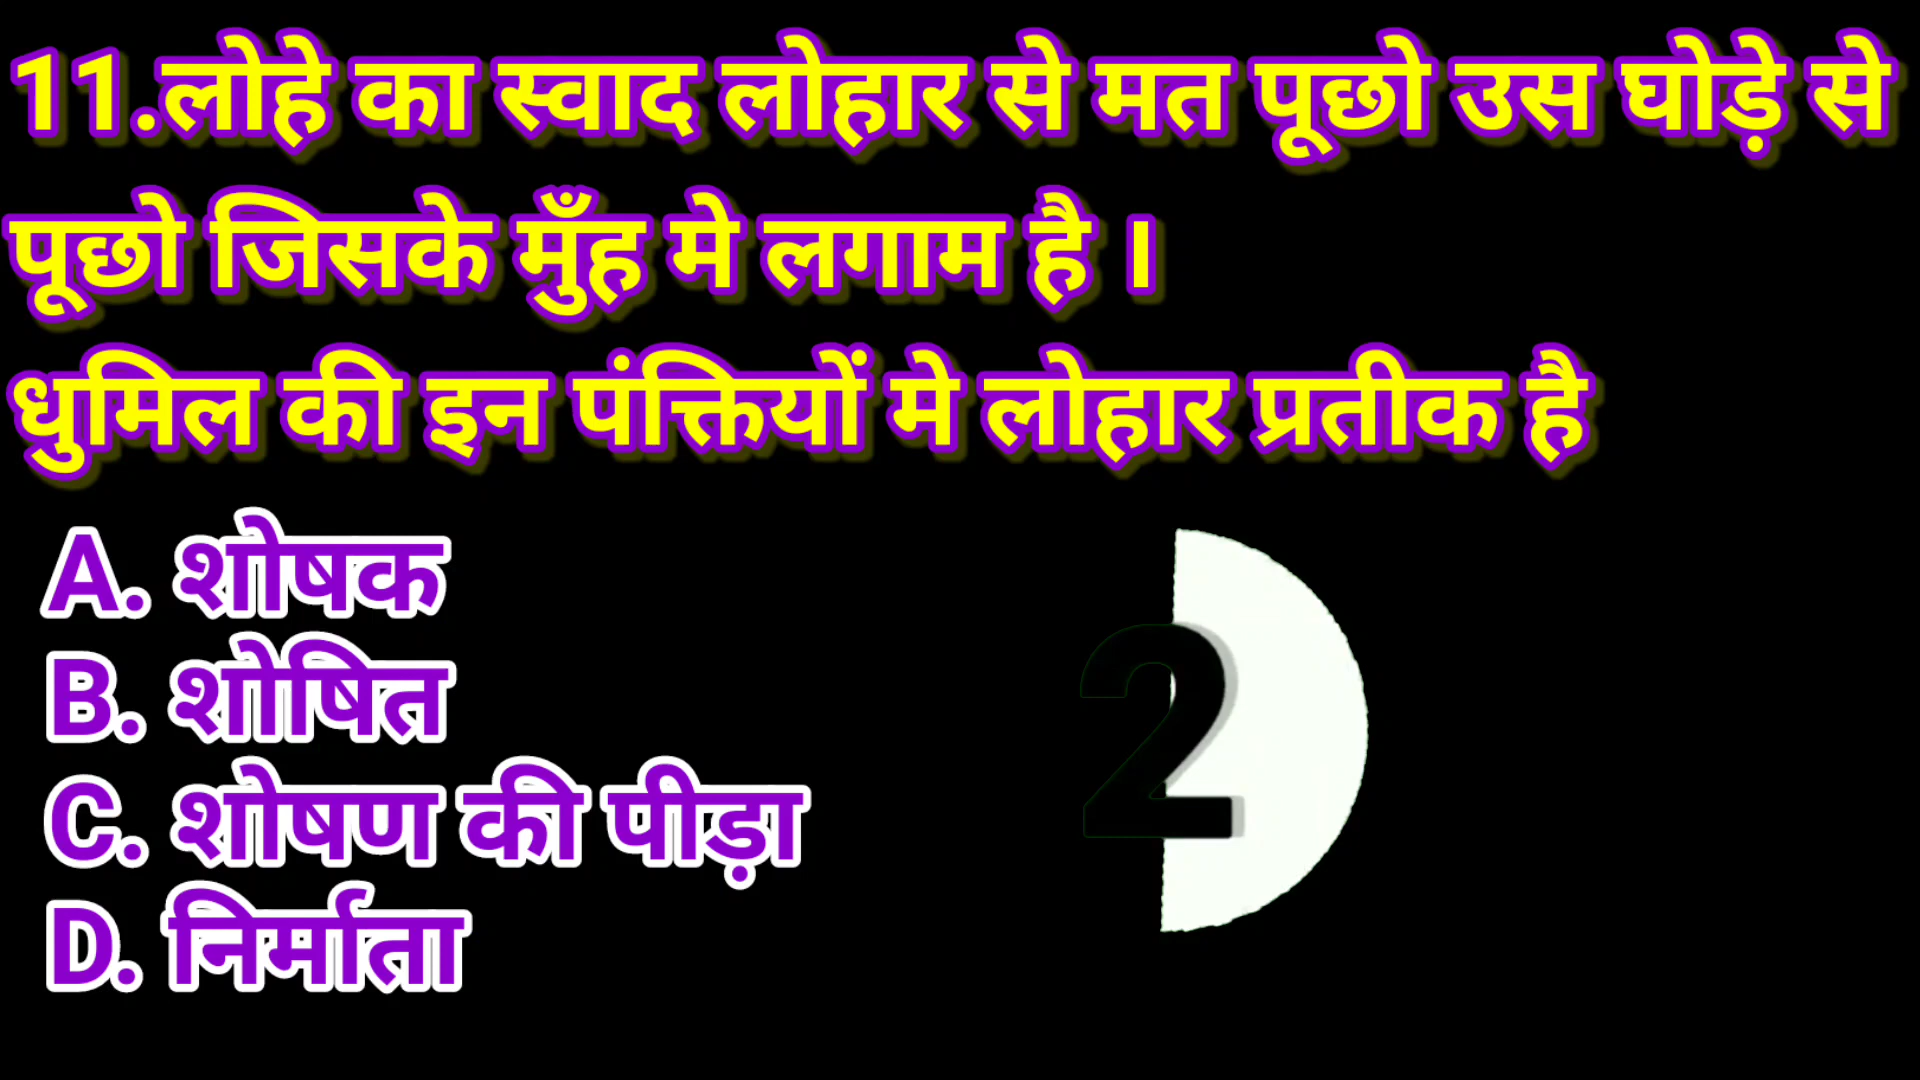 11.लोहे का स्वाद लोहार से मत पूछो उस घोड़े से
पूछो जिसके मुँह मे लगाम है ।
धुमिल की इन पंक्तियों मे लोहार प्रतीक है
A. शोषक
B. शोषित
C. शोषण की पीड़ा
D. निर्माता
2